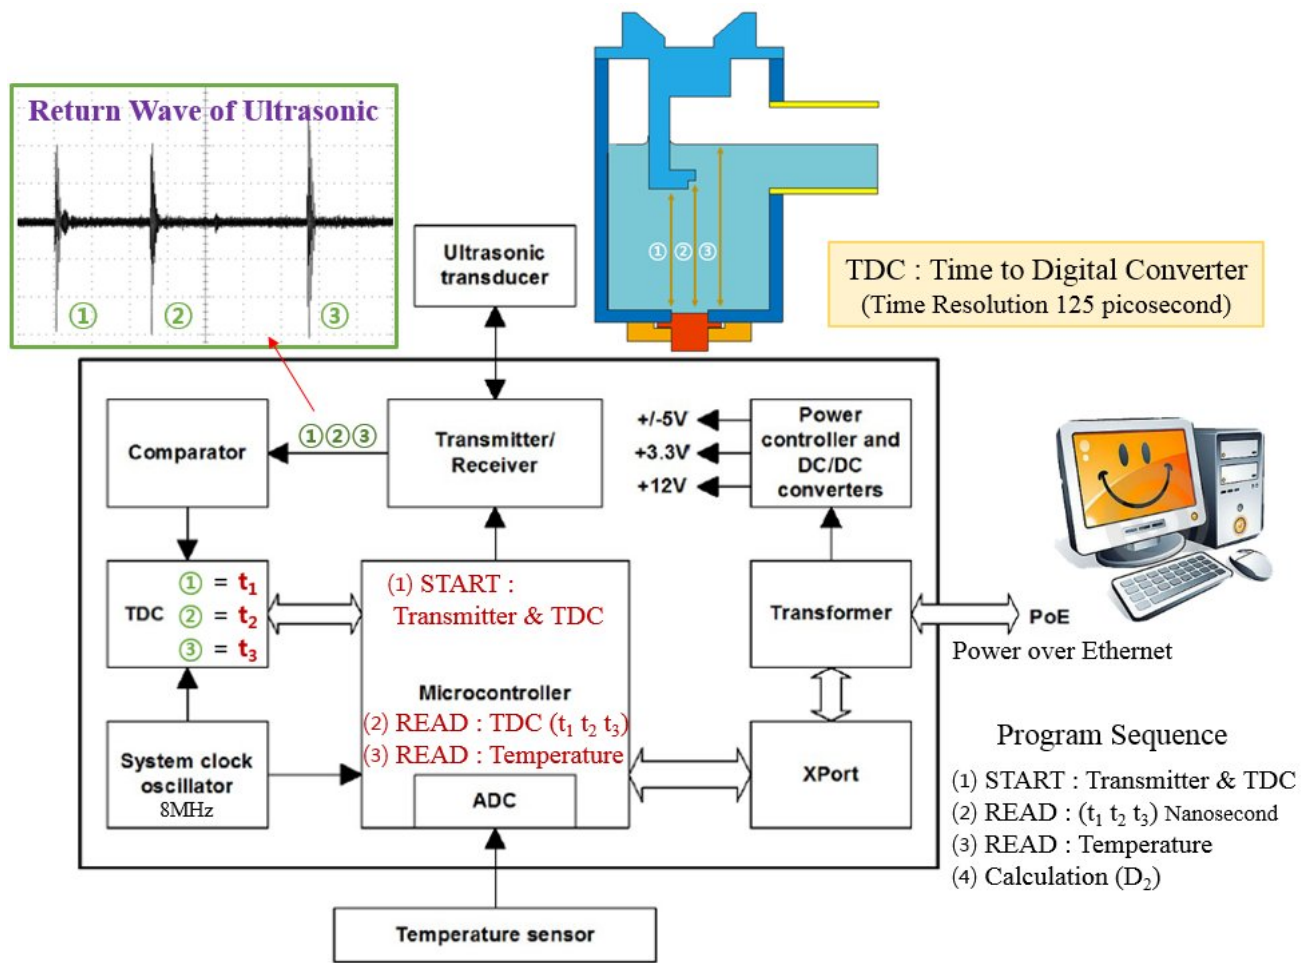 Return Wave of Ultrasonic
① ② ③
① ② ③
Ultrasonic
transducer
TDC : Time to Digital Converter
(Time Resolution 125 picosecond)
Comparator
①②③
Transmitter/
Receiver
+/-5V
+3.3V
+12V
Power
controller and
DC/DC
converters
TDC
① = t₁
② = t₂
③ = t₃
(1) START :
Transmitter & TDC
Microcontroller
(2) READ : TDC (t₁ t₂ t₃)
(3) READ : Temperature
ADC
Transformer
PoE
Power over Ethernet
System clock
oscillator
8MHz
XPort
Program Sequence
(1) START : Transmitter & TDC
(2) READ : (t₁ t₂ t₃) Nanosecond
(3) READ : Temperature
(4) Calculation (D₂)
Temperature sensor